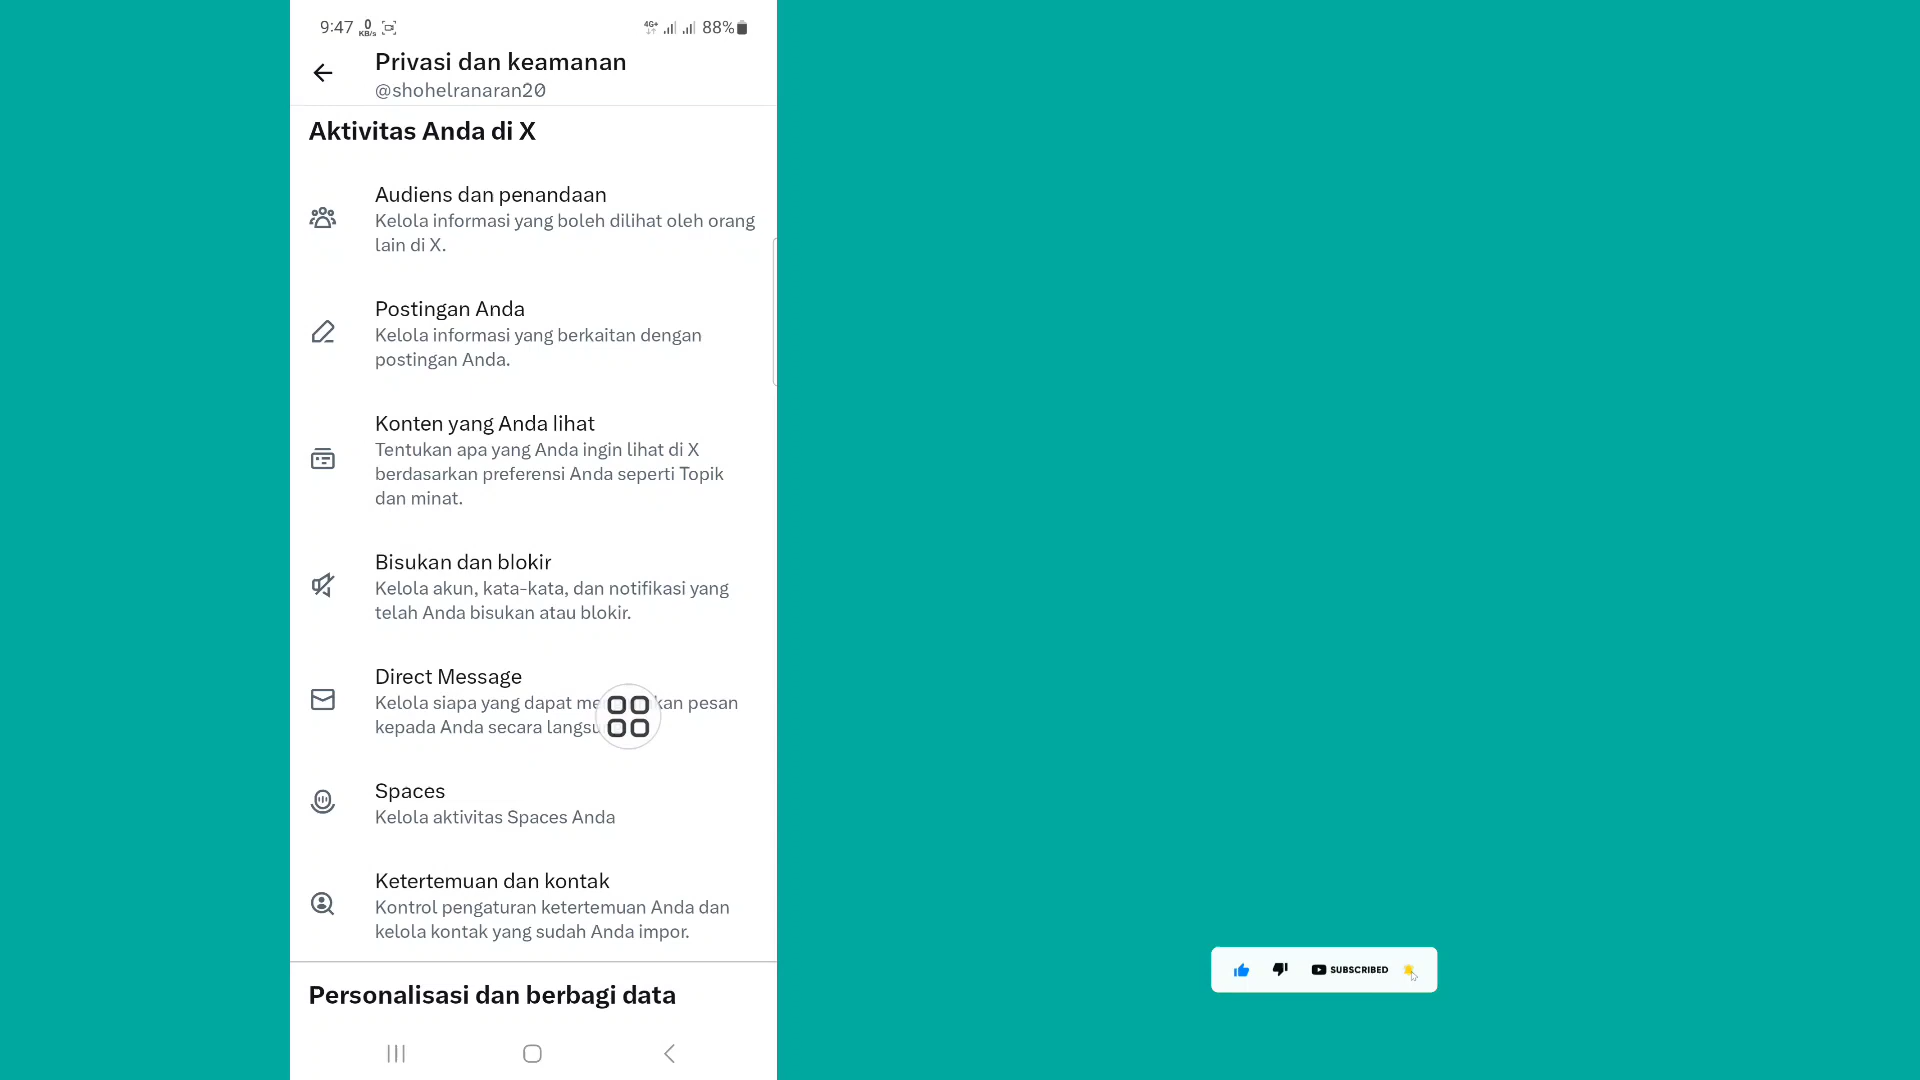 9:47 0 KB/s 4G+ 88%
Privasi dan keamanan
@shohelranaran20
Aktivitas Anda di X
Audiens dan penandaan
Kelola informasi yang boleh dilihat oleh orang
lain di X.
Postingan Anda
Kelola informasi yang berkaitan dengan
postingan Anda.
Konten yang Anda lihat
Tentukan apa yang Anda ingin lihat di X
berdasarkan preferensi Anda seperti Topik
dan minat.
Bisukan dan blokir
Kelola akun, kata-kata, dan notifikasi yang
telah Anda bisukan atau blokir.
Direct Message
Kelola siapa yang dapat pesan
kepada Anda secara
Spaces
Kelola aktivitas Spaces Anda
Ketertemuan dan kontak
Kontrol pengaturan ketertemuan Anda dan
kelola kontak yang sudah Anda impor.
SUBSCRIBED
Personalisasi dan berbagi data